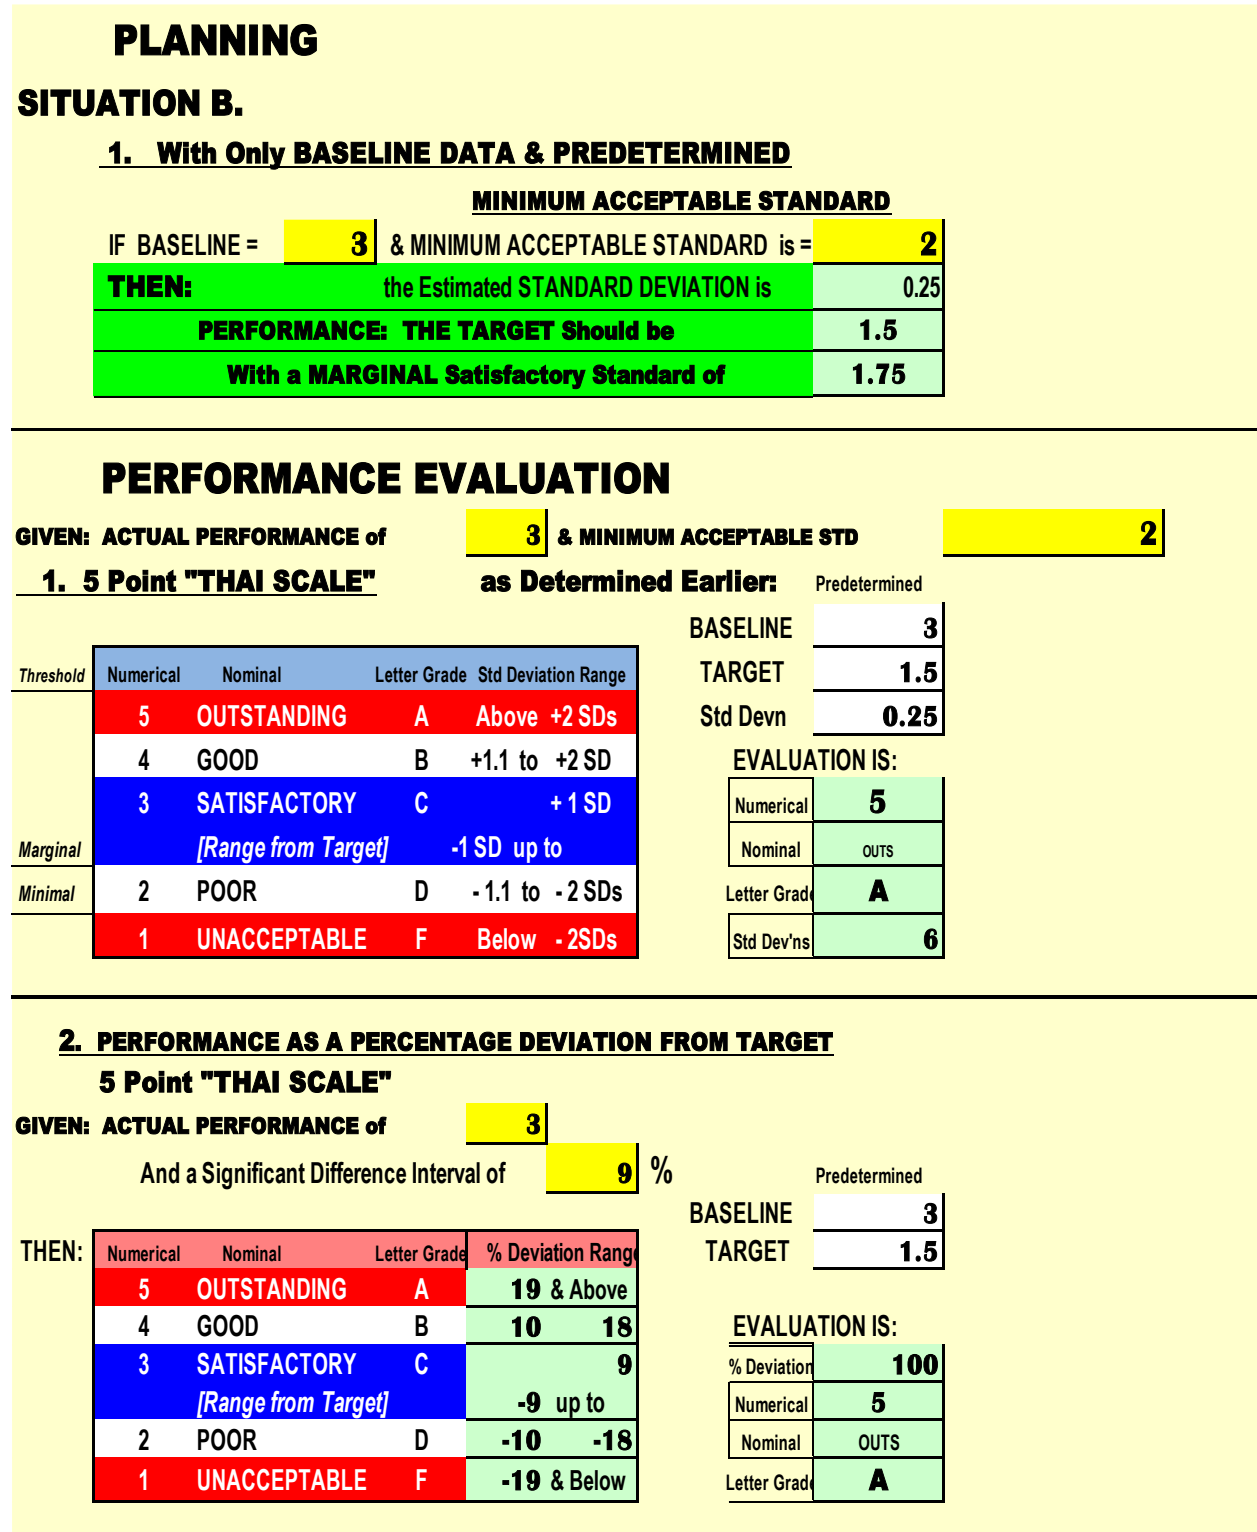 PLANNING
SITUATION B.
1. With Only BASELINE DATA & PREDETERMINED
MINIMUM ACCEPTABLE STANDARD
IF BASELINE = 3 & MINIMUM ACCEPTABLE STANDARD is = 2
THEN: the Estimated STANDARD DEVIATION is 0.25
PERFORMANCE: THE TARGET Should be 1.5
With a MARGINAL Satisfactory Standard of 1.75
PERFORMANCE EVALUATION
GIVEN: ACTUAL PERFORMANCE of 3 & MINIMUM ACCEPTABLE STD 2
1. 5 Point "THAI SCALE" as Determined Earlier: Predetermined
BASELINE 3
Threshold Numerical Nominal Letter Grade Std Deviation Range TARGET 1.5
5 OUTSTANDING A Above +2 SDs Std Devn 0.25
4 GOOD B +1.1 to +2 SD EVALUATION IS:
3 SATISFACTORY C + 1 SD Numerical 5
Marginal [Range from Target] -1 SD up to Nominal OUTS
Minimal 2 POOR D - 1.1 to - 2 SDs Letter Grade A
1 UNACCEPTABLE F Below - 2SDs Std Dev'ns 6
2. PERFORMANCE AS A PERCENTAGE DEVIATION FROM TARGET
5 Point "THAI SCALE"
GIVEN: ACTUAL PERFORMANCE of 3
And a Significant Difference Interval of 9 % Predetermined
BASELINE 3
THEN: Numerical Nominal Letter Grade % Deviation Range TARGET 1.5
5 OUTSTANDING A 19 & Above
4 GOOD B 10 18 EVALUATION IS:
3 SATISFACTORY C 9 % Deviation 100
[Range from Target] -9 up to Numerical 5
2 POOR D -10 -18 Nominal OUTS
1 UNACCEPTABLE F -19 & Below Letter Grade A